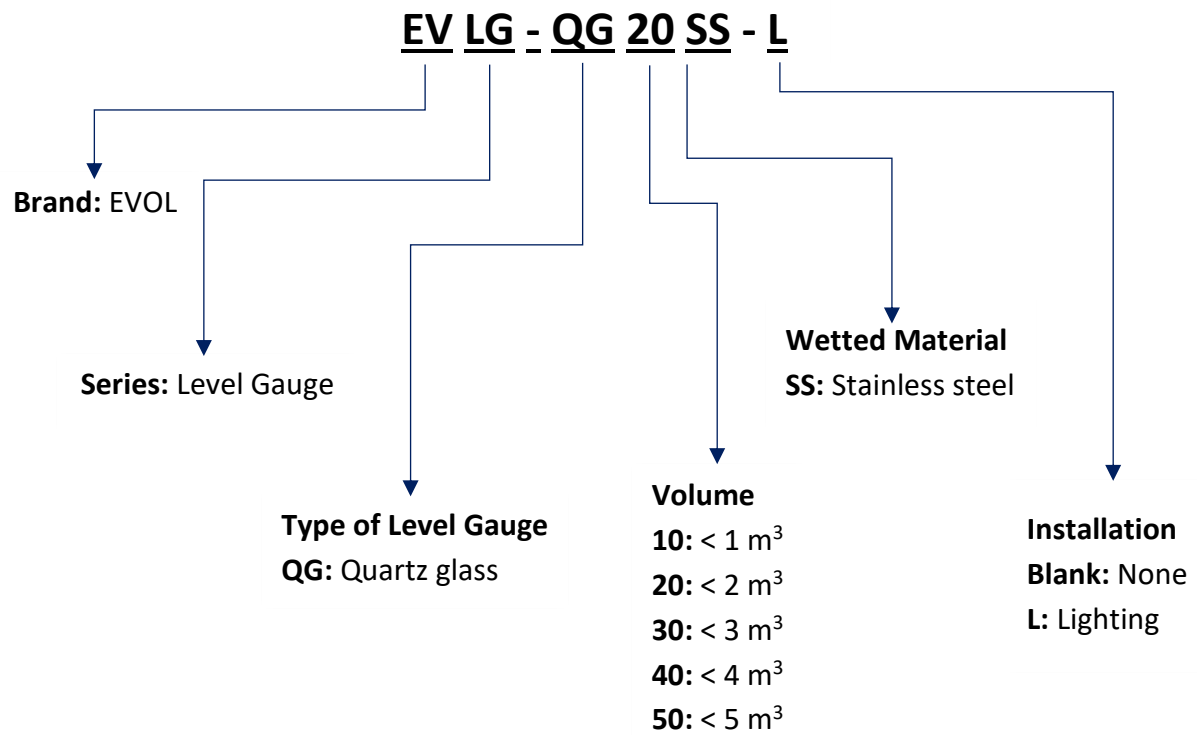 EV LG - QG 20 SS - L
Brand: EVOL
Series: Level Gauge
Type of Level Gauge
QG: Quartz glass
Volume
10: < 1 m³
20: < 2 m³
30: < 3 m³
40: < 4 m³
50: < 5 m³
Wetted Material
SS: Stainless steel
Installation
Blank: None
L: Lighting